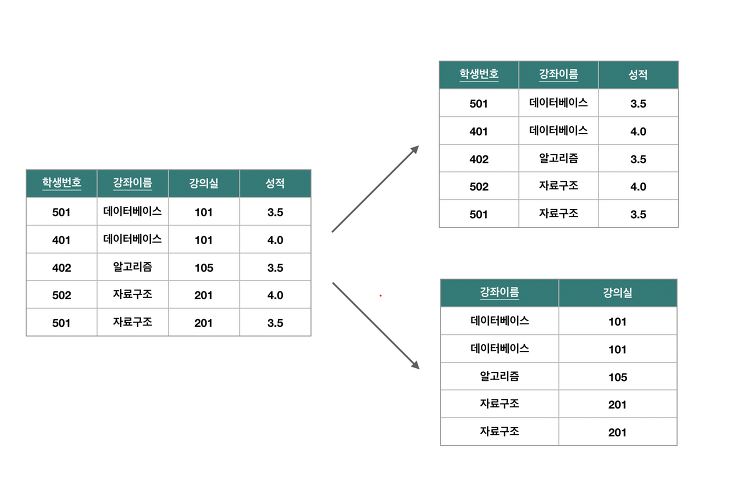 학생번호 강좌이름 강의실 성적
501 데이터베이스 101 3.5
401 데이터베이스 101 4.0
402 알고리즘 105 3.5
502 자료구조 201 4.0
501 자료구조 201 3.5
학생번호 강좌이름 성적
501 데이터베이스 3.5
401 데이터베이스 4.0
402 알고리즘 3.5
502 자료구조 4.0
501 자료구조 3.5
강좌이름 강의실
데이터베이스 101
데이터베이스 101
알고리즘 105
자료구조 201
자료구조 201